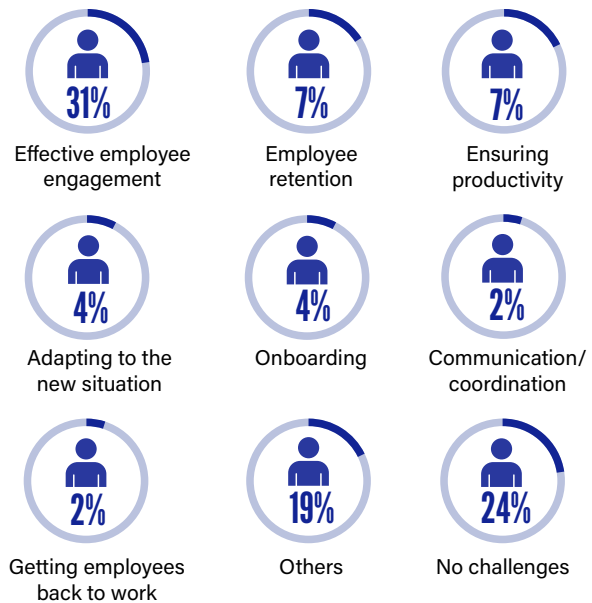 31%
Effective employee
engagement
7%
Employee
retention
7%
Ensuring
productivity
4%
Adapting to the
new situation
4%
Onboarding
2%
Communication/
coordination
2%
Getting employees
back to work
19%
Others
24%
No challenges